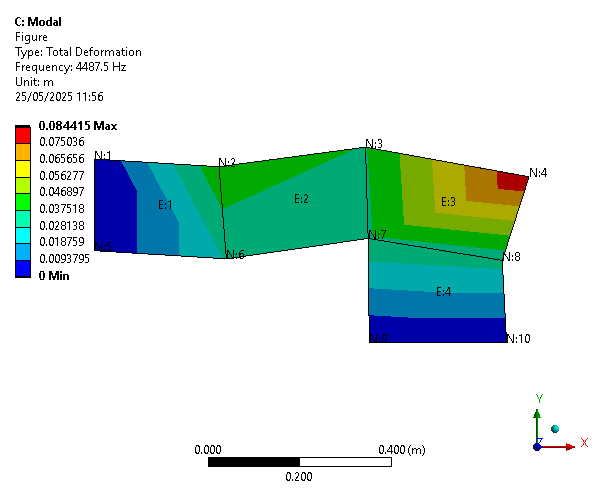 C: Modal
Figure
Type: Total Deformation
Frequency: 4487.5 Hz
Unit: m
25/05/2025 11:56
0.084415 Max
0.075036
0.065656
0.056277
0.046897
0.037518
0.028138
0.018759
0.0093795
0 Min
N:1
N:2
N:3
N:4
E:1
E:2
E:3
N:5
N:6
N:7
N:8
E:4
N:9
N:10
0.000
0.400 (m)
0.200
Y
Z
X